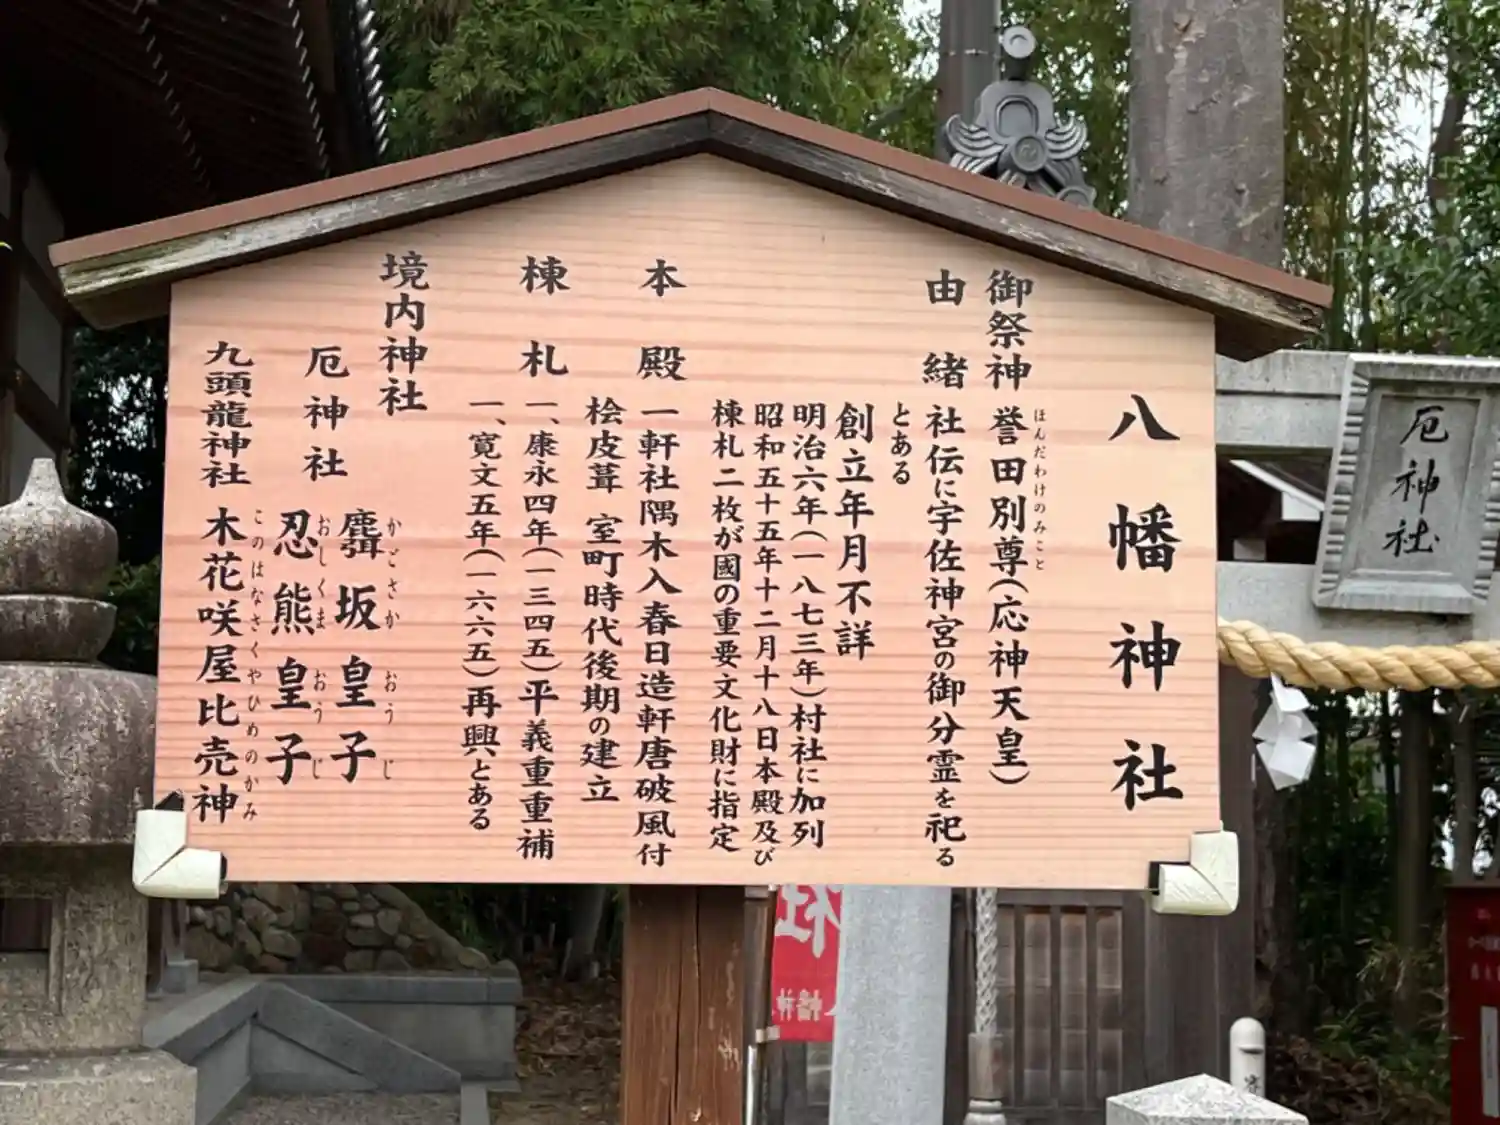 八幡神社
御祭神 誉田別尊(応神天皇)
ほんだわけのみこと
由緒 社伝に宇佐神宮の御分霊を祀る
とある
創立年月不詳
明治六年(一八七三年)村社に加列
昭和五十五年十二月十八日本殿及び
棟札二枚が國の重要文化財に指定
本殿 一軒社隅木入春日造軒唐破風付
桧皮葺 室町時代後期の建立
棟札 一、康永四年(一三四五)平義重重補
一、寛文五年(一六六五)再興とある
境内神社
厄神社 麛坂皇子
かごさか おうじ
忍熊皇子
おしくま おうじ
九頭龍神社 木花咲屋比売神
このはなさくやひめのかみ
厄神社
社
幡神